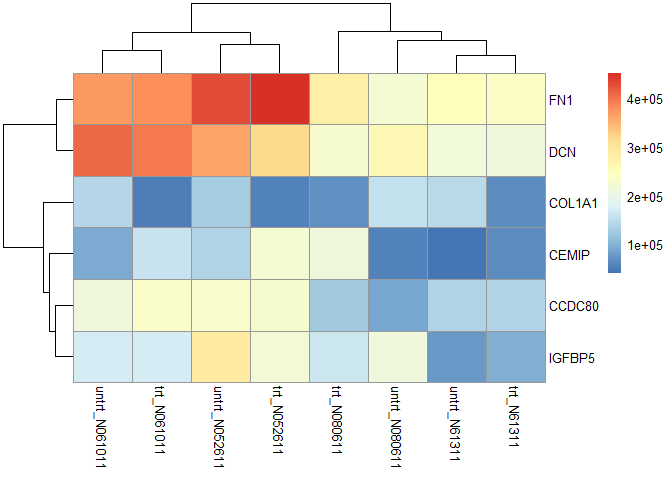 FN1
DCN
COL1A1
CEMIP
CCDC80
IGFBP5
4e+05
3e+05
2e+05
1e+05
untrt_N061011
trt_N061011
untrt_N052611
trt_N052611
trt_N080611
untrt_N080611
untrt_N61311
trt_N61311